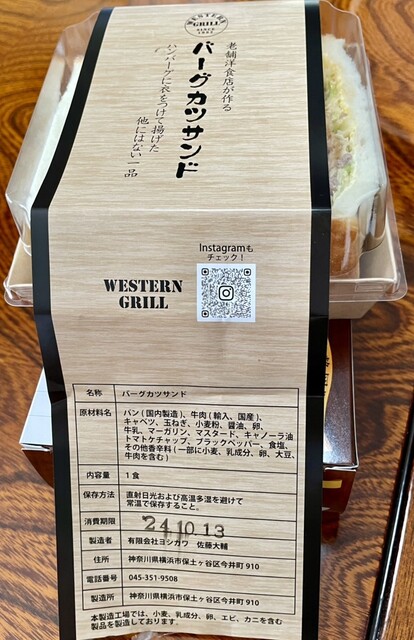 WESTERN
GRILL
SINCE
老舗洋食店が作る
バーグカツサンド
ハンバーグに衣をつけて揚げた
他にはない一品
Instagramも
チェック！
WESTERN
GRILL
名称 バーグカツサンド
原材料名 パン(国内製造)、牛肉(輸入、国産)、
キャベツ、玉ねぎ、小麦粉、醤油、卵、
牛乳、マーガリン、マスタード、キャノーラ油
トマトケチャップ、ブラックペッパー、食塩、
その他香辛料(一部に小麦、乳成分、卵、大豆、
牛肉を含む)
内容量 1食
保存方法 直射日光および高温多湿を避けて
常温で保存すること。
消費期限 24.10.13
製造者 有限会社ヨシカワ 佐藤大輔
住所 神奈川県横浜市保土ヶ谷区今井町910
電話番号 045-351-9508
製造所 神奈川県横浜市保土ヶ谷区今井町910
本製造工場では、小麦、乳成分、卵、エビ、カニを含む
製品を製造しております。